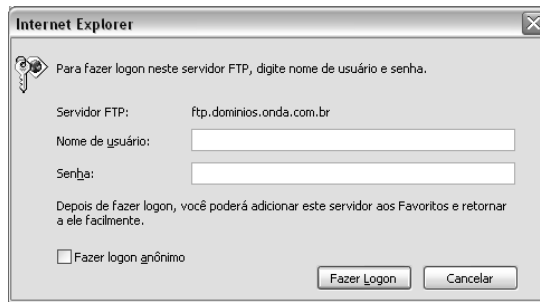 Internet Explorer
Para fazer logon neste servidor FTP, digite nome de usuário e senha.
Servidor FTP: ftp.dominios.onda.com.br
Nome de usuário:
Senha:
Depois de fazer logon, você poderá adicionar este servidor aos Favoritos e retornar
a ele facilmente.
Fazer logon anônimo
Fazer Logon Cancelar